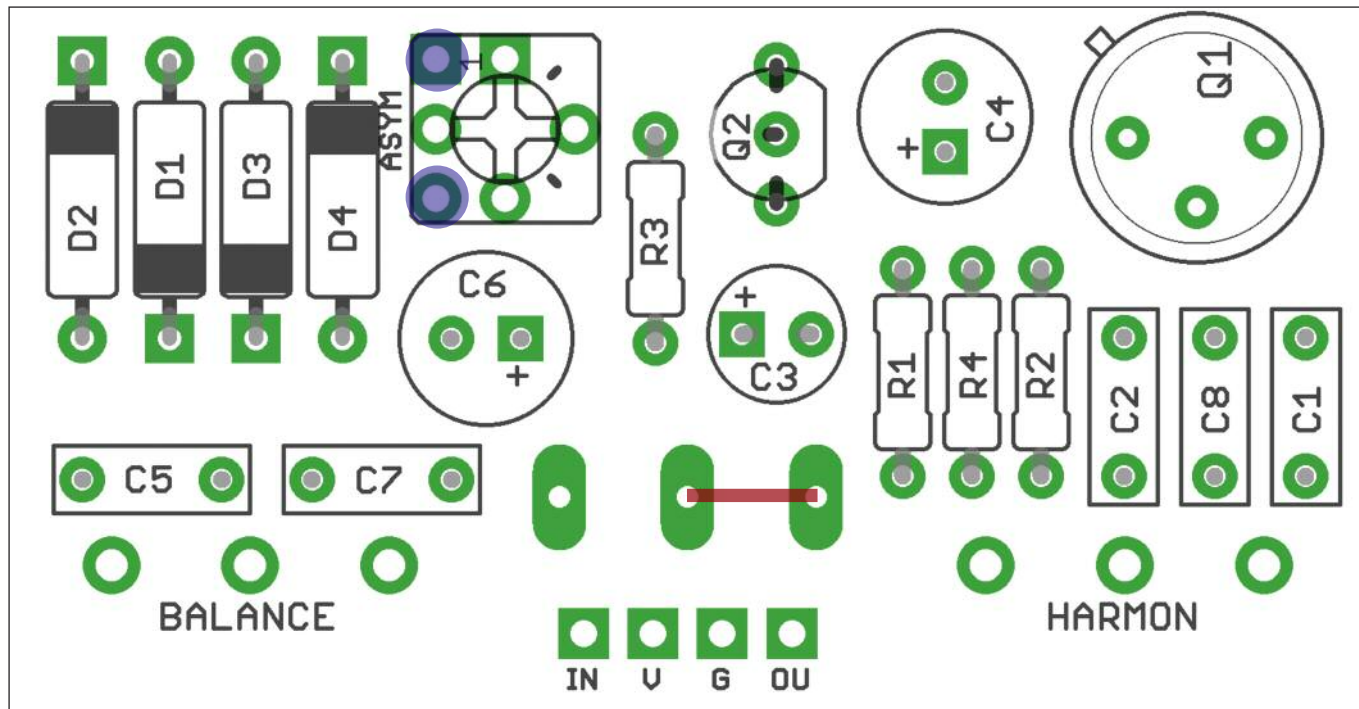 D2
D1
D3
D4
ASYM
1
R3
Q2
+
C4
Q1
C6
+
+
C3
R1
R4
R2
C2
C8
C1
C5
C7
BALANCE
HARMON
IN V G OU